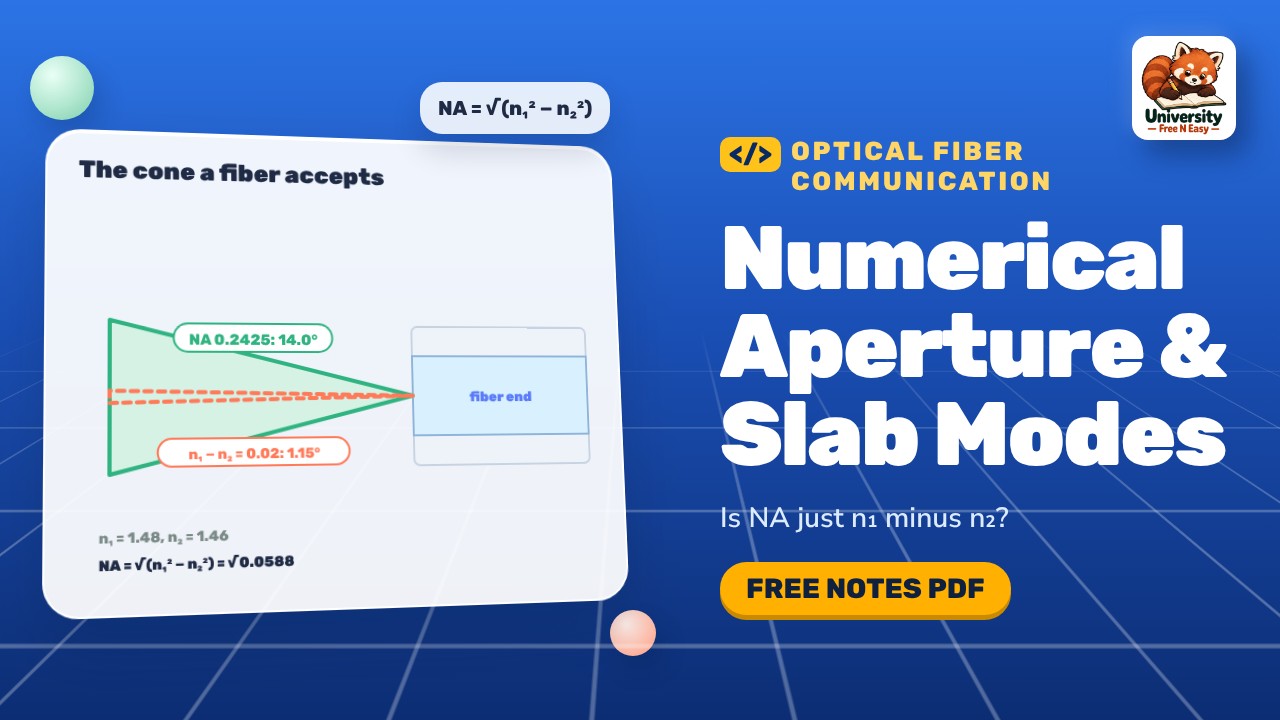 NA = √(n₁² − n₂²)
The cone a fiber accepts
NA 0.2425: 14.0°
fiber end
n₁ − n₂ = 0.02: 1.15°
n₁ = 1.48, n₂ = 1.46
NA = √(n₁² − n₂²) = √0.0588
University
Free N Easy
</>
OPTICAL FIBER
COMMUNICATION
Numerical
Aperture &
Slab Modes
Is NA just n₁ minus n₂?
FREE NOTES PDF